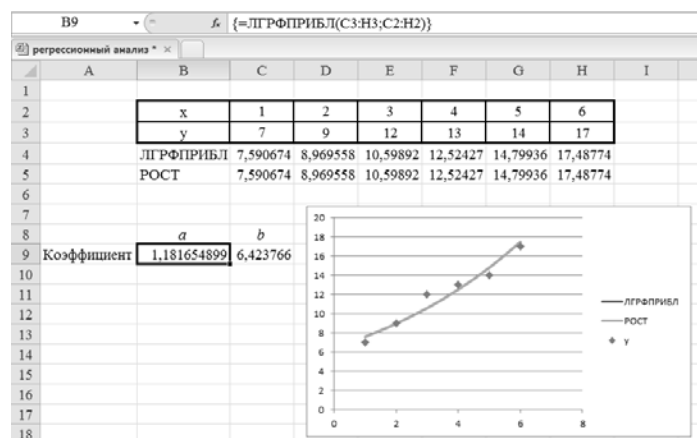 B9 fx {=ЛГРФПРИБЛ(C3:H3;C2:H2)}
регрессионный анализ *
A B C D E F G H I
1
2 x 1 2 3 4 5 6
3 y 7 9 12 13 14 17
4 ЛГРФПРИБЛ 7,590674 8,969558 10,59892 12,52427 14,79936 17,48774
5 РОСТ 7,590674 8,969558 10,59892 12,52427 14,79936 17,48774
6
7
8 a b
9 Коэффициент 1,181654899 6,423766
10
11
12
13
14
15
16
17
18
20
18
16
14
12
10
8
6
4
2
0
0 2 4 6 8
ЛГРФПРИБЛ
РОСТ
y